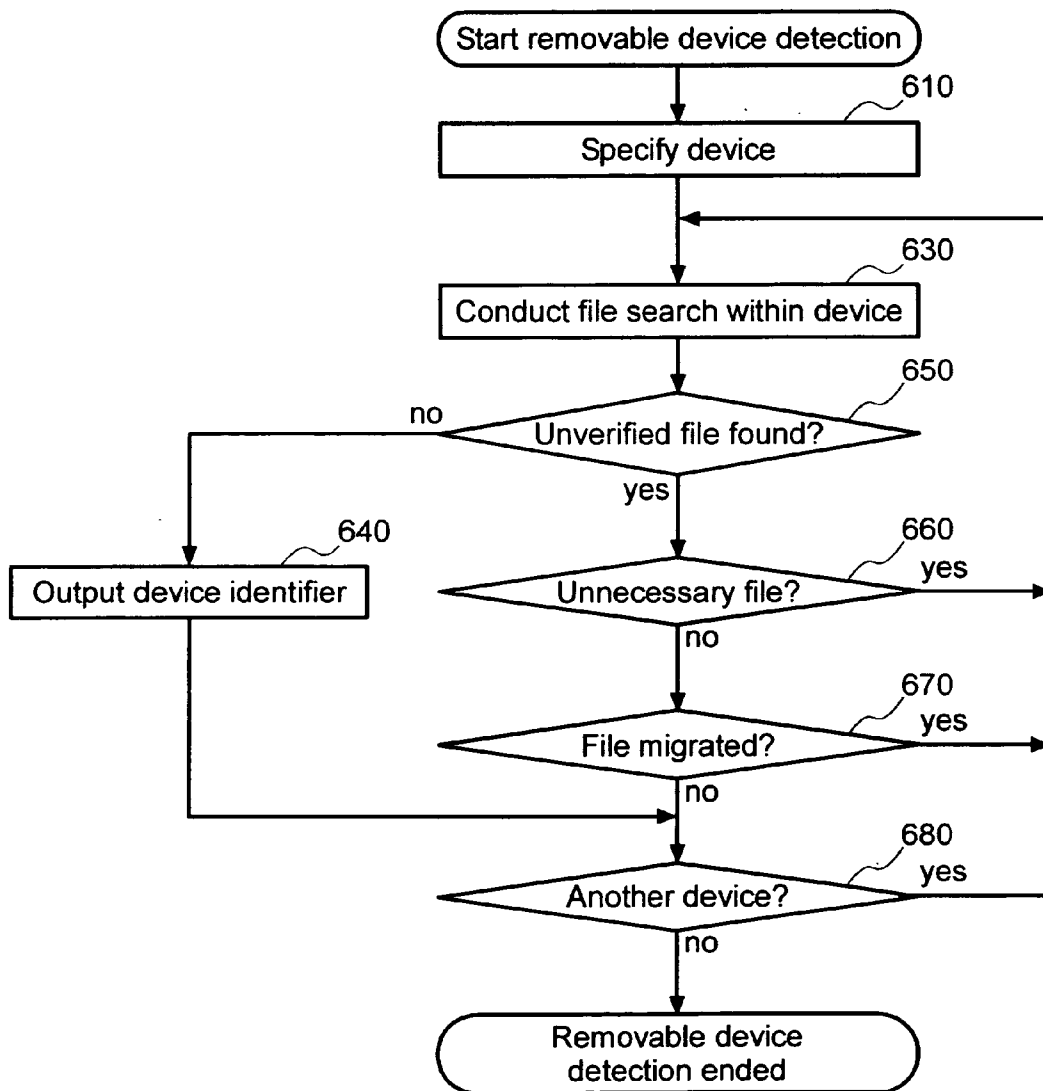 Start removable device detection
610
Specify device
630
Conduct file search within device
650
no
Unverified file found?
yes
640
660
Output device identifier
Unnecessary file?
yes
no
670
File migrated?
yes
no
680
Another device?
yes
no
Removable device
detection ended